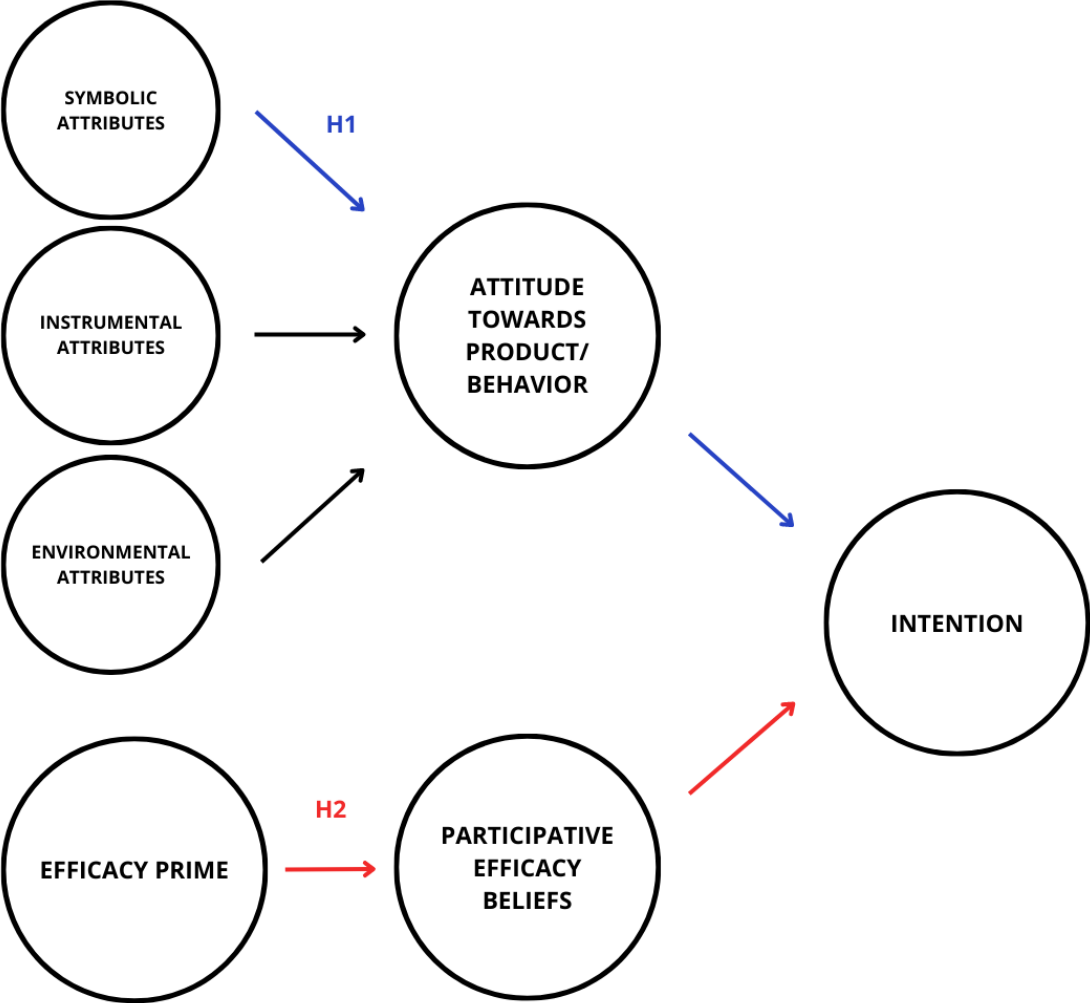 SYMBOLIC
ATTRIBUTES
H1
INSTRUMENTAL
ATTRIBUTES
ATTITUDE
TOWARDS
PRODUCT/
BEHAVIOR
ENVIRONMENTAL
ATTRIBUTES
INTENTION
EFFICACY PRIME
H2
PARTICIPATIVE
EFFICACY
BELIEFS